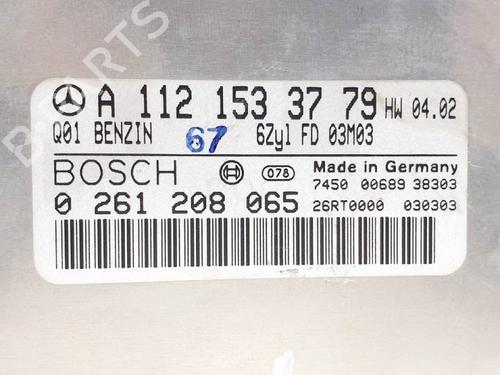 B-PARTS
A 112 153 37 79 HW 04.02
Q01 BENZIN 67 6Zyl FD 03M03
BOSCH 078 Made in Germany
7450 00689 38303
0 261 208 065 26RT0000 030303